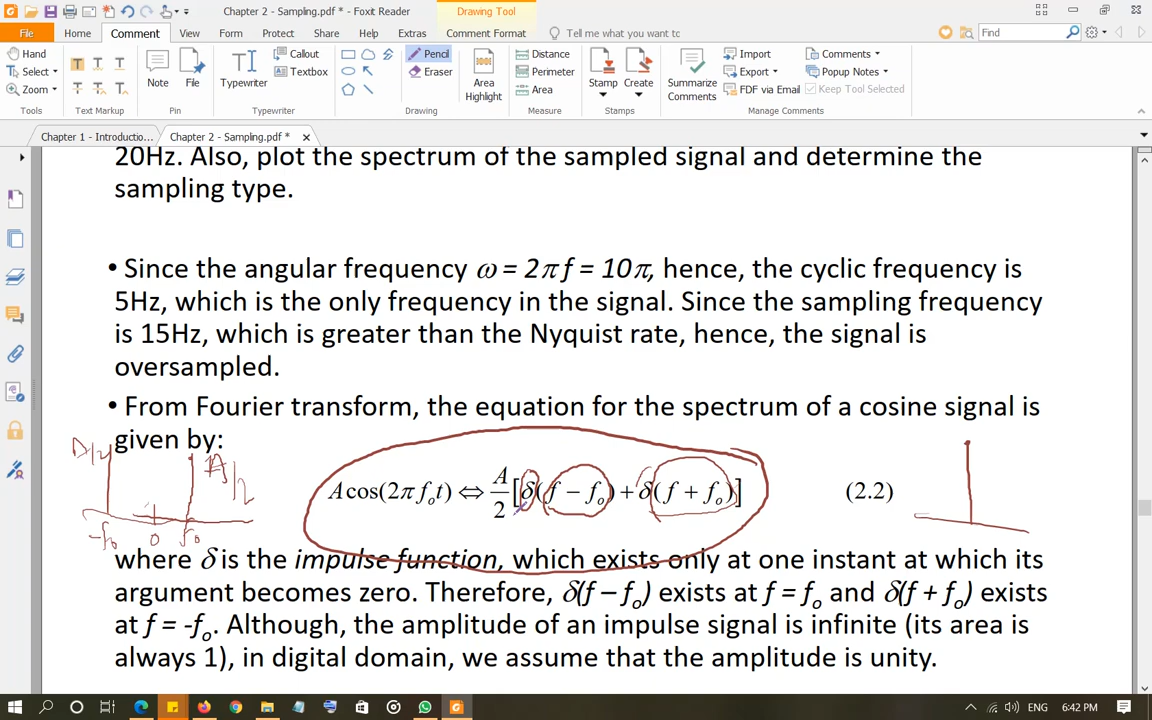 Chapter 2 - Sampling.pdf * - Foxit Reader
Drawing Tool
File Home Comment View Form Protect Share Help Extras Comment Format Tell me what you want to do Find
Hand
Select
Zoom
Tools
Text Markup
Note
File
Pin
Typewriter
Callout
Textbox
Typewriter
Pencil
Eraser
Drawing
Area
Highlight
Distance
Perimeter
Area
Measure
Stamp
Create
Stamps
Summarize
Comments
Import
Export
FDF via Email
Comments
Popup Notes
Keep Tool Selected
Manage Comments
Chapter 1 - Introductio...
Chapter 2 - Sampling.pdf *
20Hz. Also, plot the spectrum of the sampled signal and determine the
sampling type.
• Since the angular frequency ω = 2π f = 10π, hence, the cyclic frequency is
5Hz, which is the only frequency in the signal. Since the sampling frequency
is 15Hz, which is greater than the Nyquist rate, hence, the signal is
oversampled.
• From Fourier transform, the equation for the spectrum of a cosine signal is
given by:
A/2
A/2
-fo 0 fo
A cos(2π fo t) ⇔ A/2 [δ(f − fo) + δ(f + fo)] (2.2)
where δ is the impulse function, which exists only at one instant at which its
argument becomes zero. Therefore, δ(f – fo) exists at f = fo and δ(f + fo) exists
at f = -fo. Although, the amplitude of an impulse signal is infinite (its area is
always 1), in digital domain, we assume that the amplitude is unity.
ENG 6:42 PM